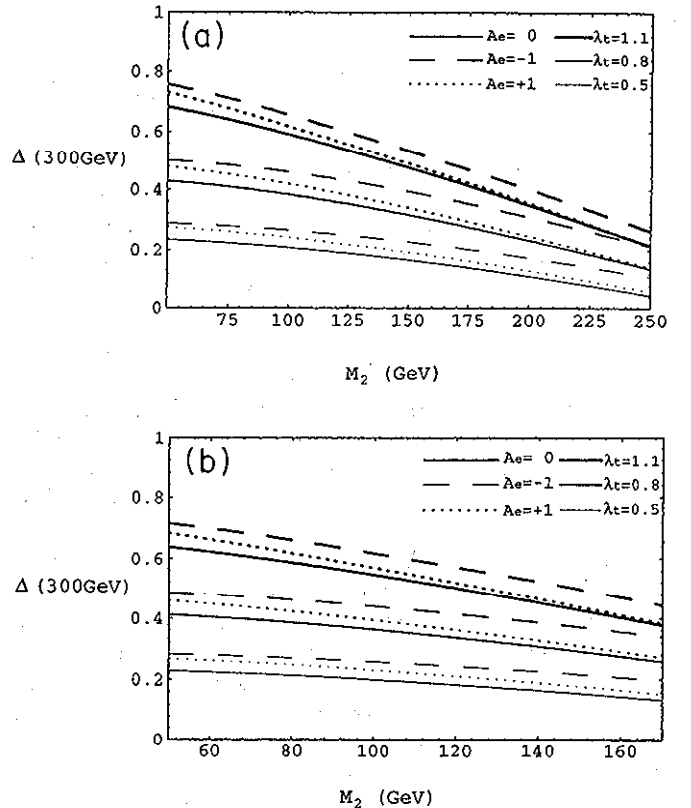 (a)
Ae= 0 λt=1.1
Ae=-1 λt=0.8
Ae=+1 λt=0.5
1
0.8
0.6
Δ (300GeV)
0.4
0.2
0
75 100 125 150 175 200 225 250
M2 (GeV)
(b)
Ae= 0 λt=1.1
Ae=-1 λt=0.8
Ae=+1 λt=0.5
1
0.8
0.6
Δ (300GeV)
0.4
0.2
0
60 80 100 120 140 160
M2 (GeV)